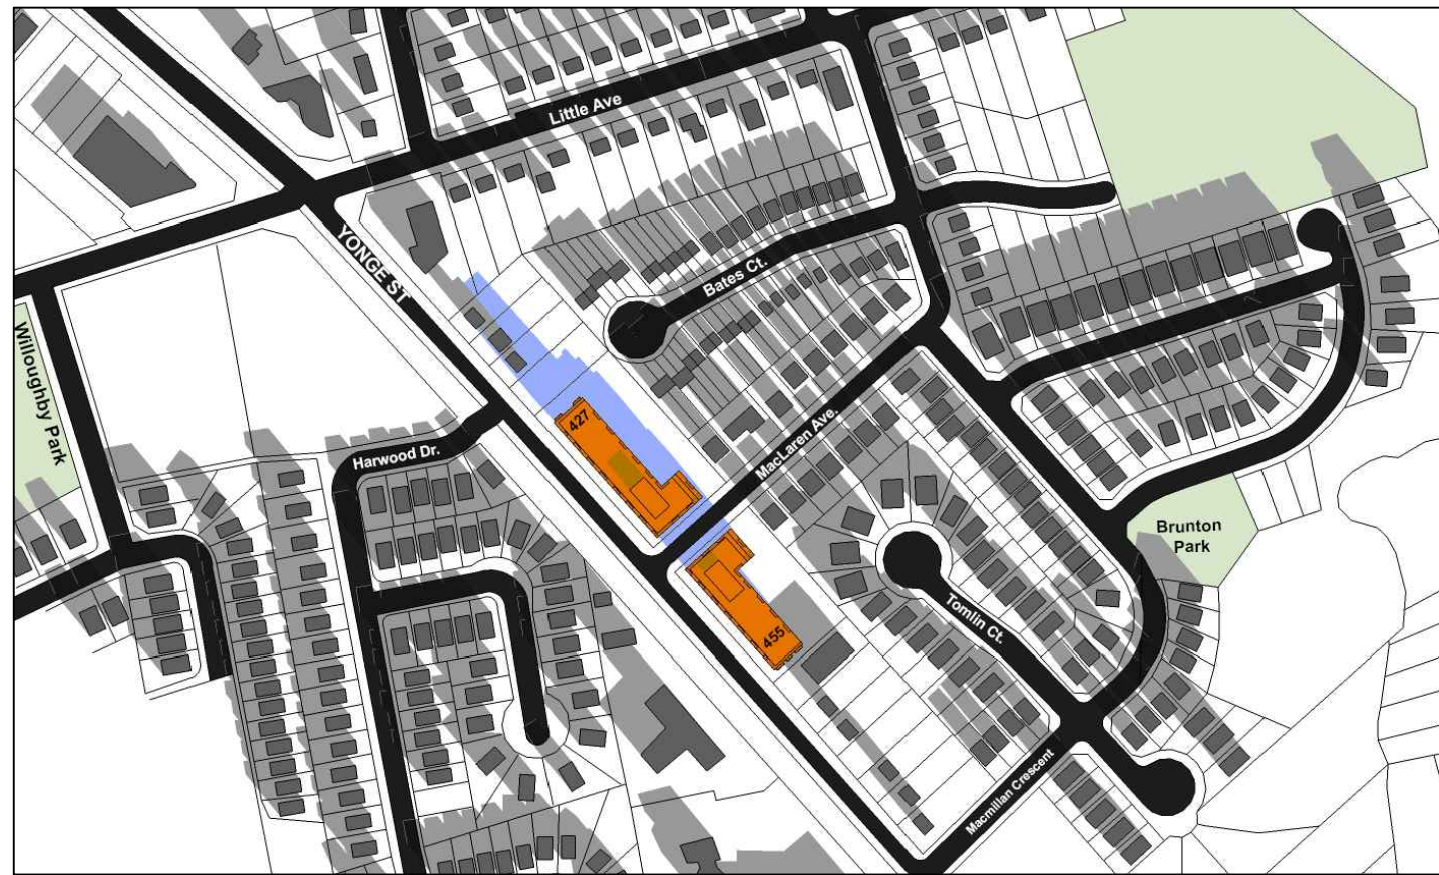 Little Ave
YONGE ST
Bates Ct.
Willoughby Park
427
MacLaren Ave.
Harwood Dr.
Brunton
Park
455
Tomlin Ct.
Macmillan Crescent